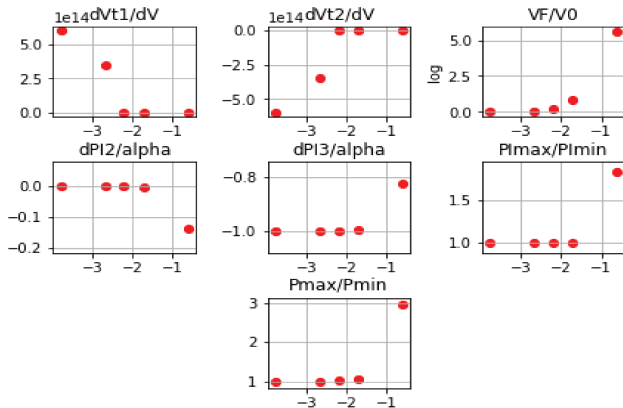 1e14 dVt1/dV
5.0
2.5
0.0
−3 −2 −1
1e14 dVt2/dV
0.0
−2.5
−5.0
−3 −2 −1
VF/V0
log
5.0
2.5
0.0
−3 −2 −1
dPI2/alpha
0.0
−0.1
−0.2
−3 −2 −1
dPI3/alpha
−0.8
−1.0
−3 −2 −1
PImax/PImin
1.5
1.0
−3 −2 −1
Pmax/Pmin
3
2
1
−3 −2 −1